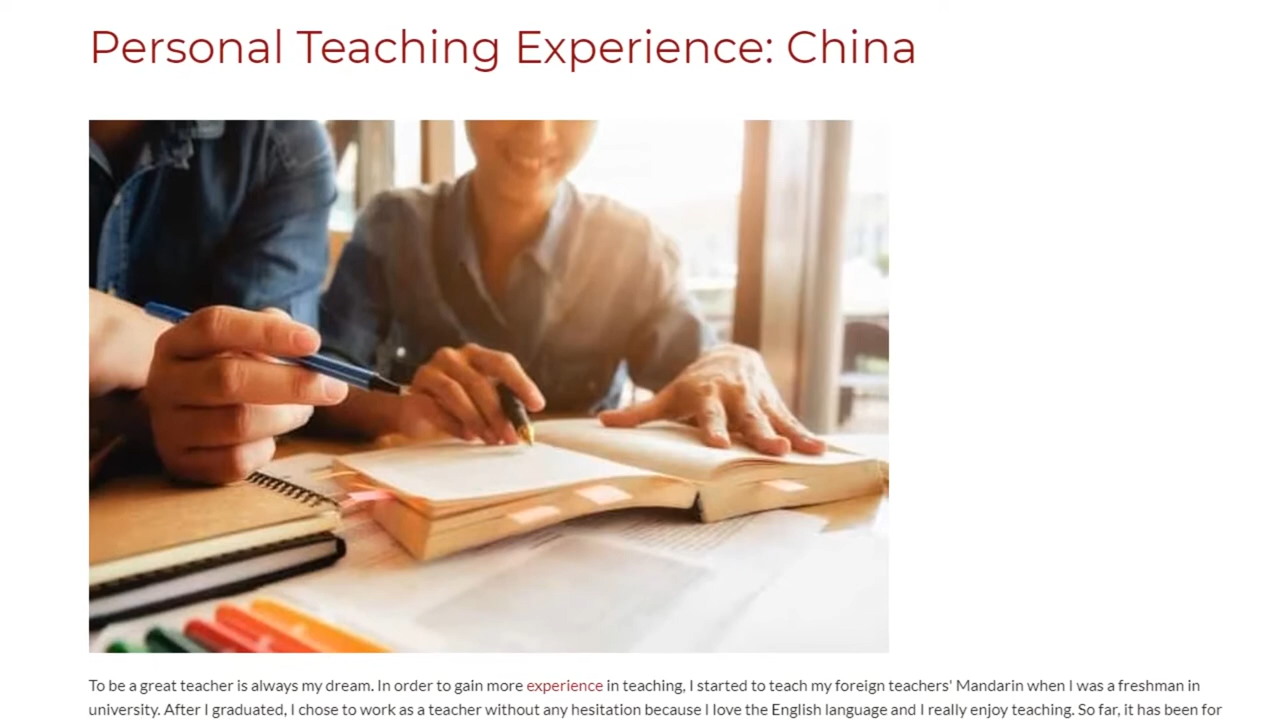 Personal Teaching Experience: China
To be a great teacher is always my dream. In order to gain more experience in teaching, I started to teach my foreign teachers' Mandarin when I was a freshman in
university. After I graduated, I chose to work as a teacher without any hesitation because I love the English language and I really enjoy teaching. So far, it has been for